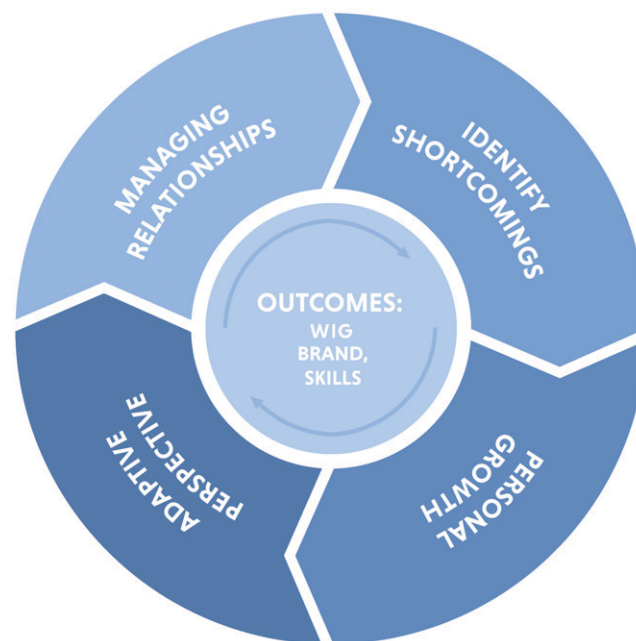 MANAGING
RELATIONSHIPS
IDENTIFY
SHORTCOMINGS
OUTCOMES:
WIG
BRAND,
SKILLS
ADAPTIVE
PERSPECTIVE
PERSONAL
GROWTH